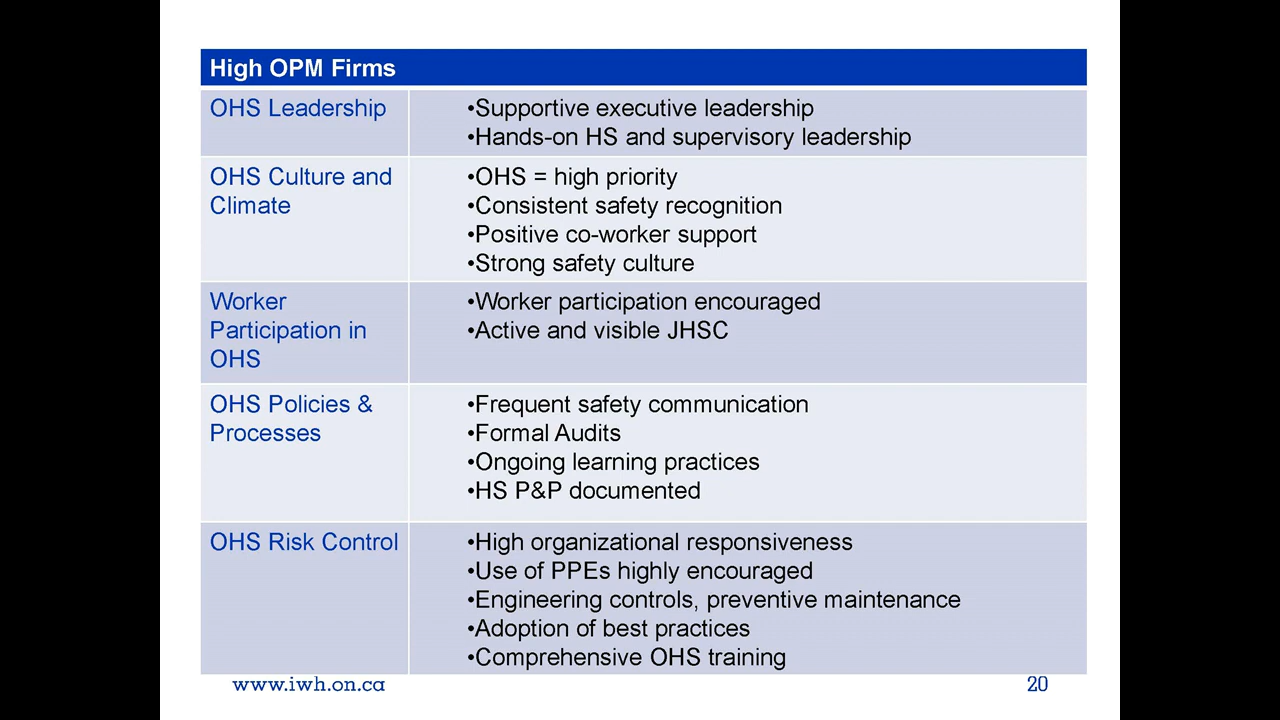 High OPM Firms
OHS Leadership
•Supportive executive leadership
•Hands-on HS and supervisory leadership
OHS Culture and
Climate
•OHS = high priority
•Consistent safety recognition
•Positive co-worker support
•Strong safety culture
Worker
Participation in
OHS
•Worker participation encouraged
•Active and visible JHSC
OHS Policies &
Processes
•Frequent safety communication
•Formal Audits
•Ongoing learning practices
•HS P&P documented
OHS Risk Control
•High organizational responsiveness
•Use of PPEs highly encouraged
•Engineering controls, preventive maintenance
•Adoption of best practices
•Comprehensive OHS training
www.iwh.on.ca
20